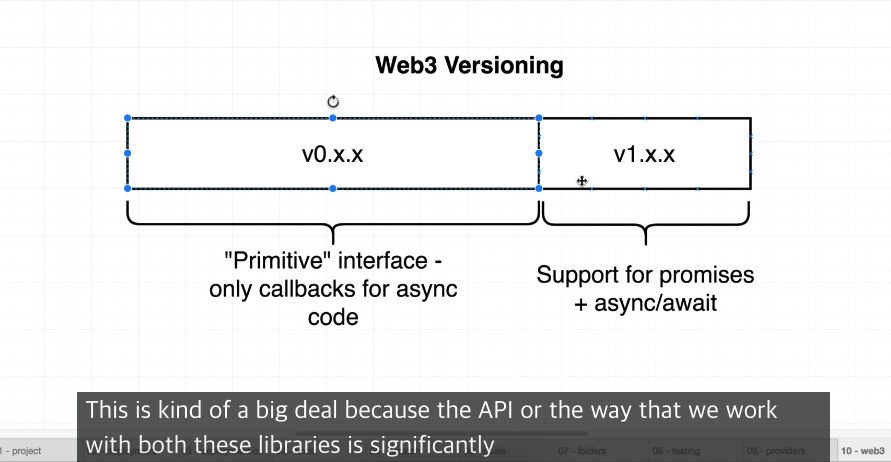 Web3 Versioning
v0.x.x
v1.x.x
"Primitive" interface -
only callbacks for async
code
Support for promises
+ async/await
This is kind of a big deal because the API or the way that we work
with both these libraries is significantly
- project
07 - folders
08 - testing
09 - providers
10 - web3